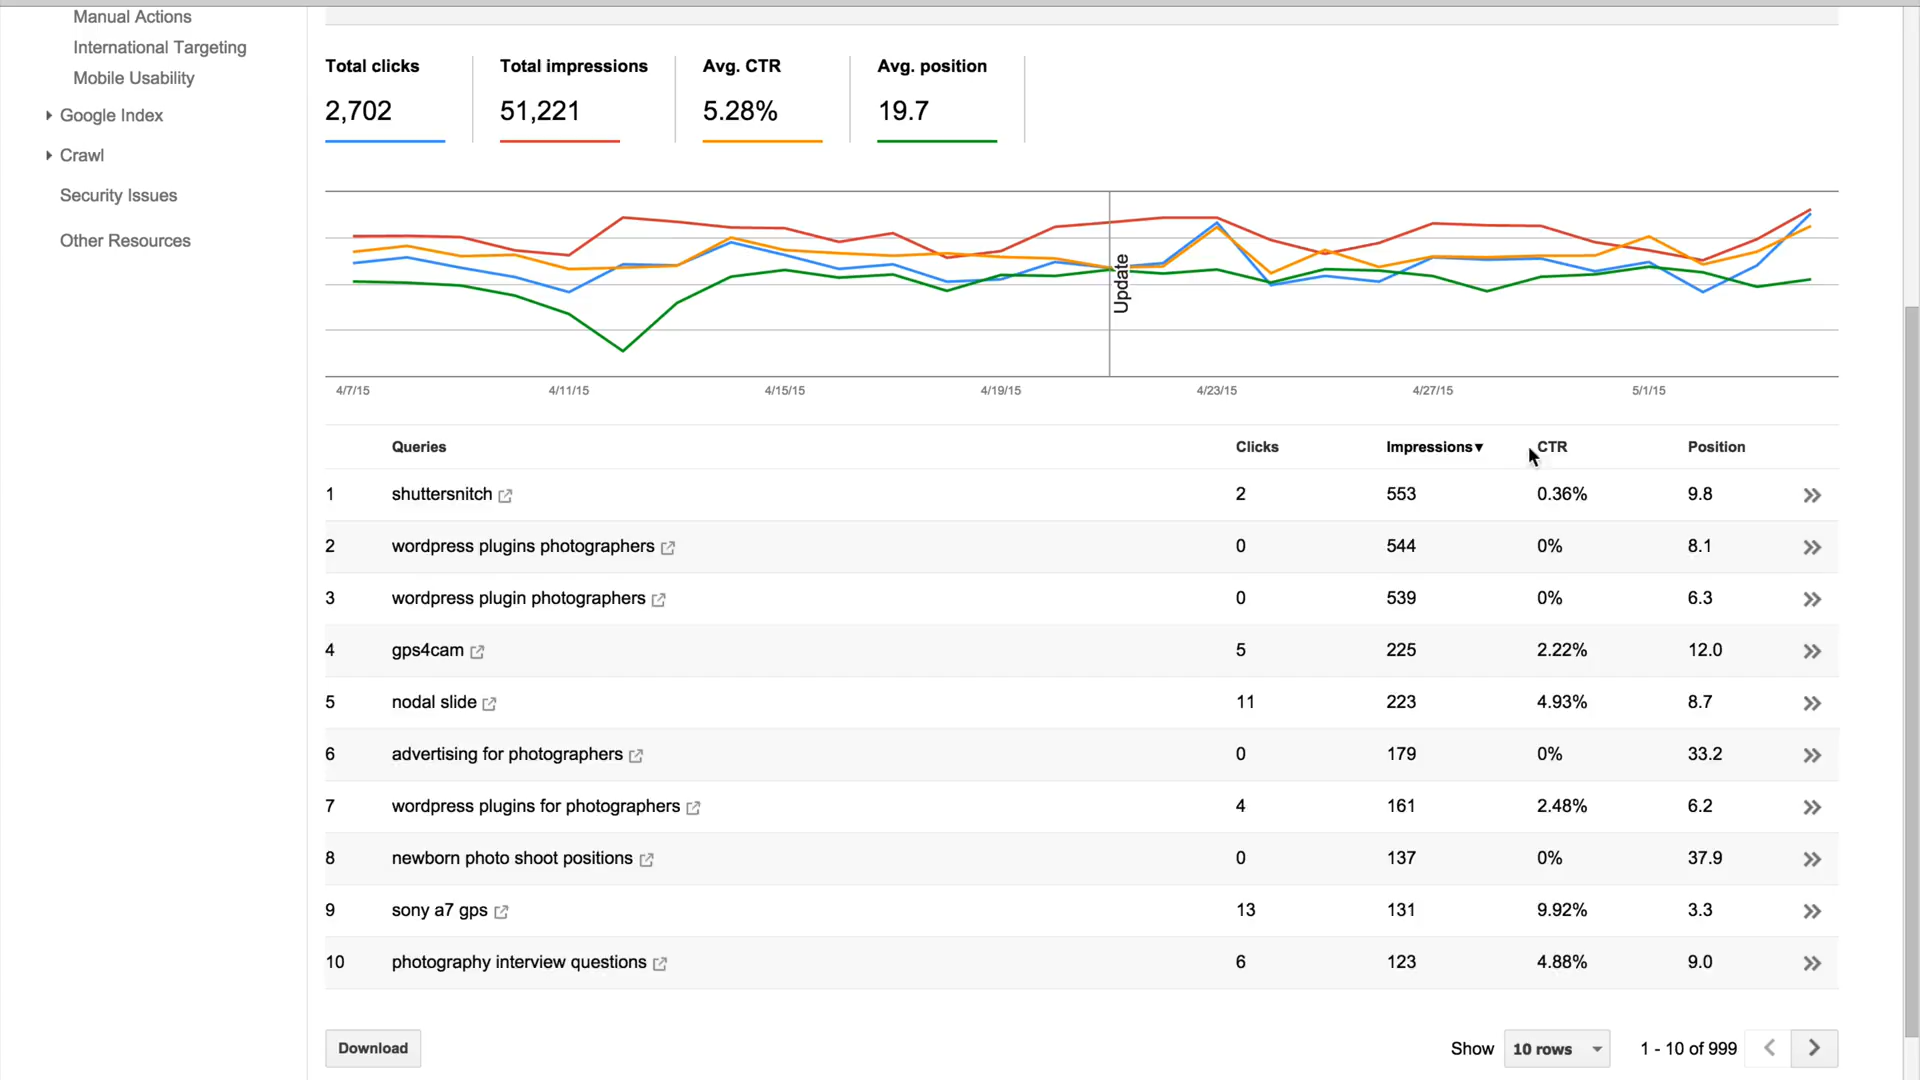 Manual Actions
International Targeting
Mobile Usability
Google Index
Crawl
Security Issues
Other Resources
Total clicks Total impressions Avg. CTR Avg. position
2,702 51,221 5.28% 19.7
Update
4/7/15 4/11/15 4/15/15 4/19/15 4/23/15 4/27/15 5/1/15
Queries Clicks Impressions▼ CTR Position
1 shuttersnitch 2 553 0.36% 9.8
2 wordpress plugins photographers 0 544 0% 8.1
3 wordpress plugin photographers 0 539 0% 6.3
4 gps4cam 5 225 2.22% 12.0
5 nodal slide 11 223 4.93% 8.7
6 advertising for photographers 0 179 0% 33.2
7 wordpress plugins for photographers 4 161 2.48% 6.2
8 newborn photo shoot positions 0 137 0% 37.9
9 sony a7 gps 13 131 9.92% 3.3
10 photography interview questions 6 123 4.88% 9.0
Download Show 10 rows 1 - 10 of 999